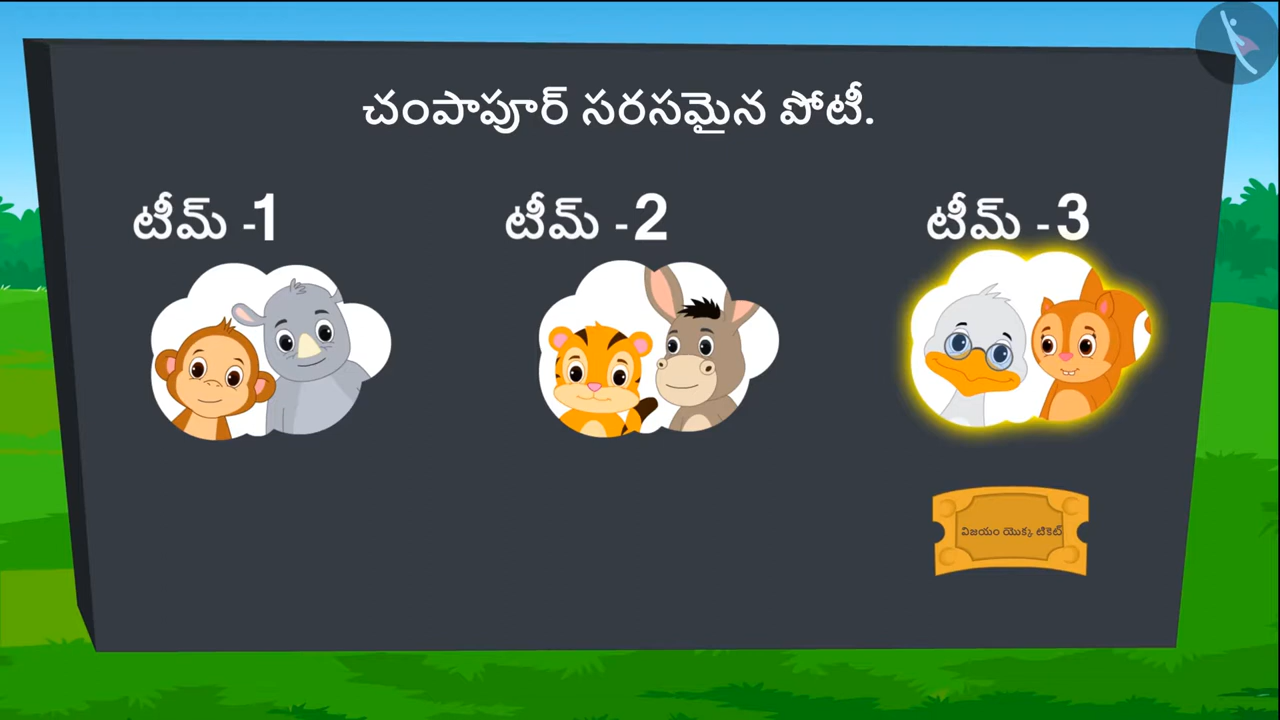 చంపాపూర్ సరసమైన పోటీ.
టీమ్ -1
టీమ్ -2
టీమ్ -3
విజయం యొక్క టికెట్